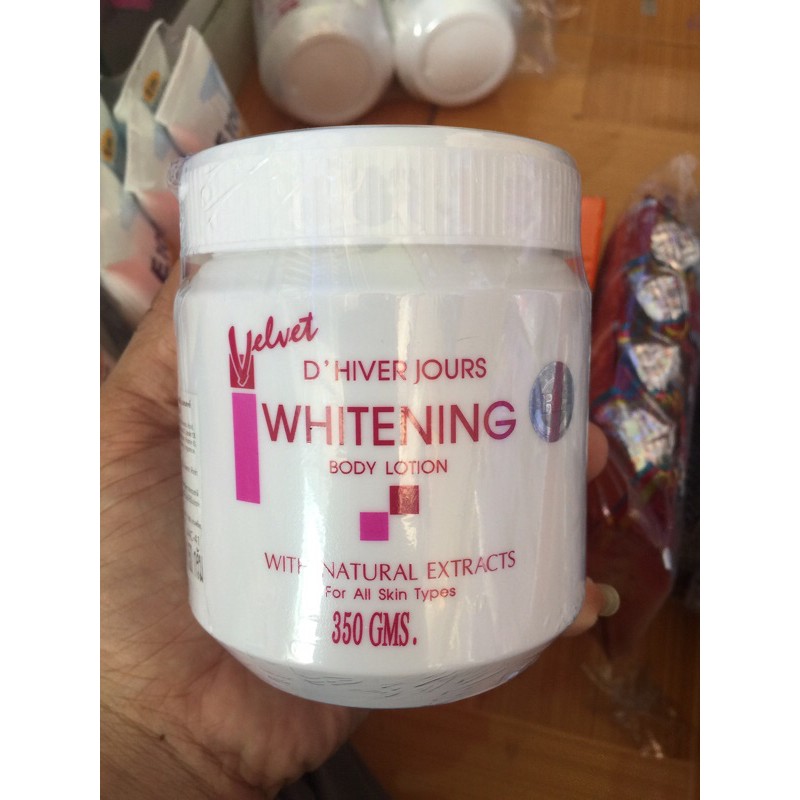 Velvet
D'HIVER JOURS
WHITENING
BODY LOTION
WITH NATURAL EXTRACTS
For All Skin Types
350 GMS.